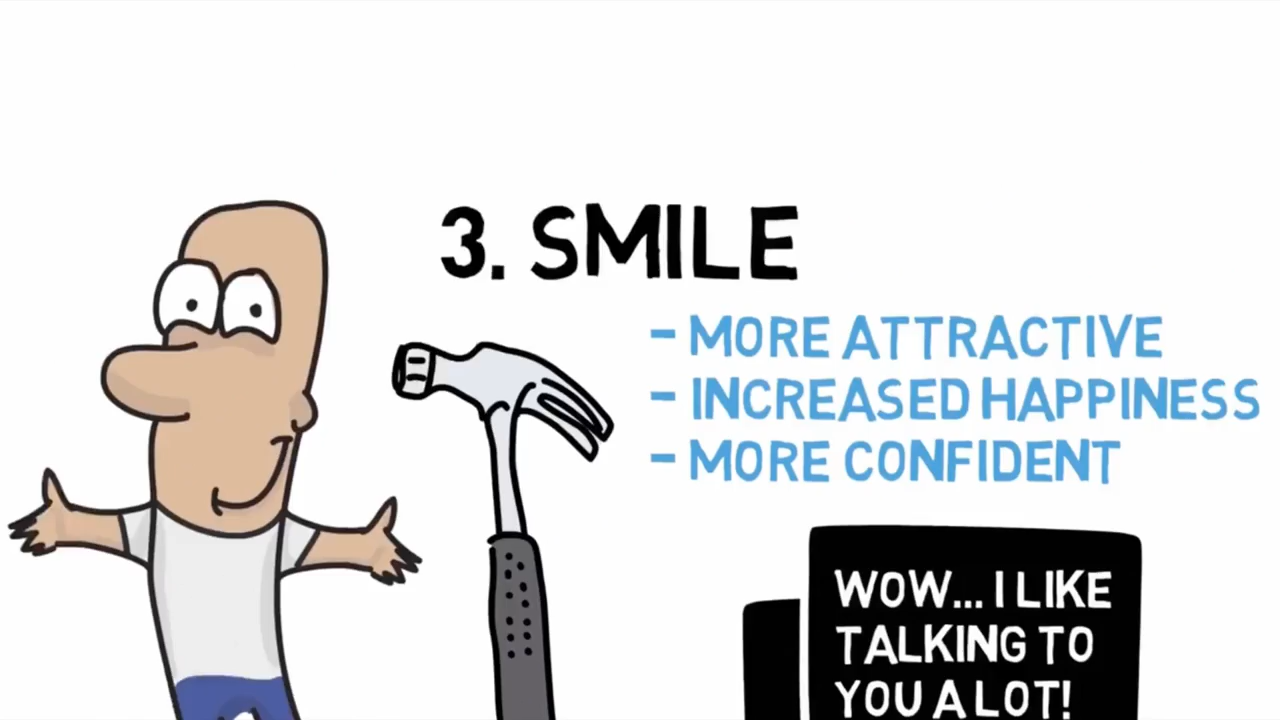 3. SMILE
- MORE ATTRACTIVE
- INCREASED HAPPINESS
- MORE CONFIDENT
WOW... I LIKE
TALKING TO
YOU A LOT!